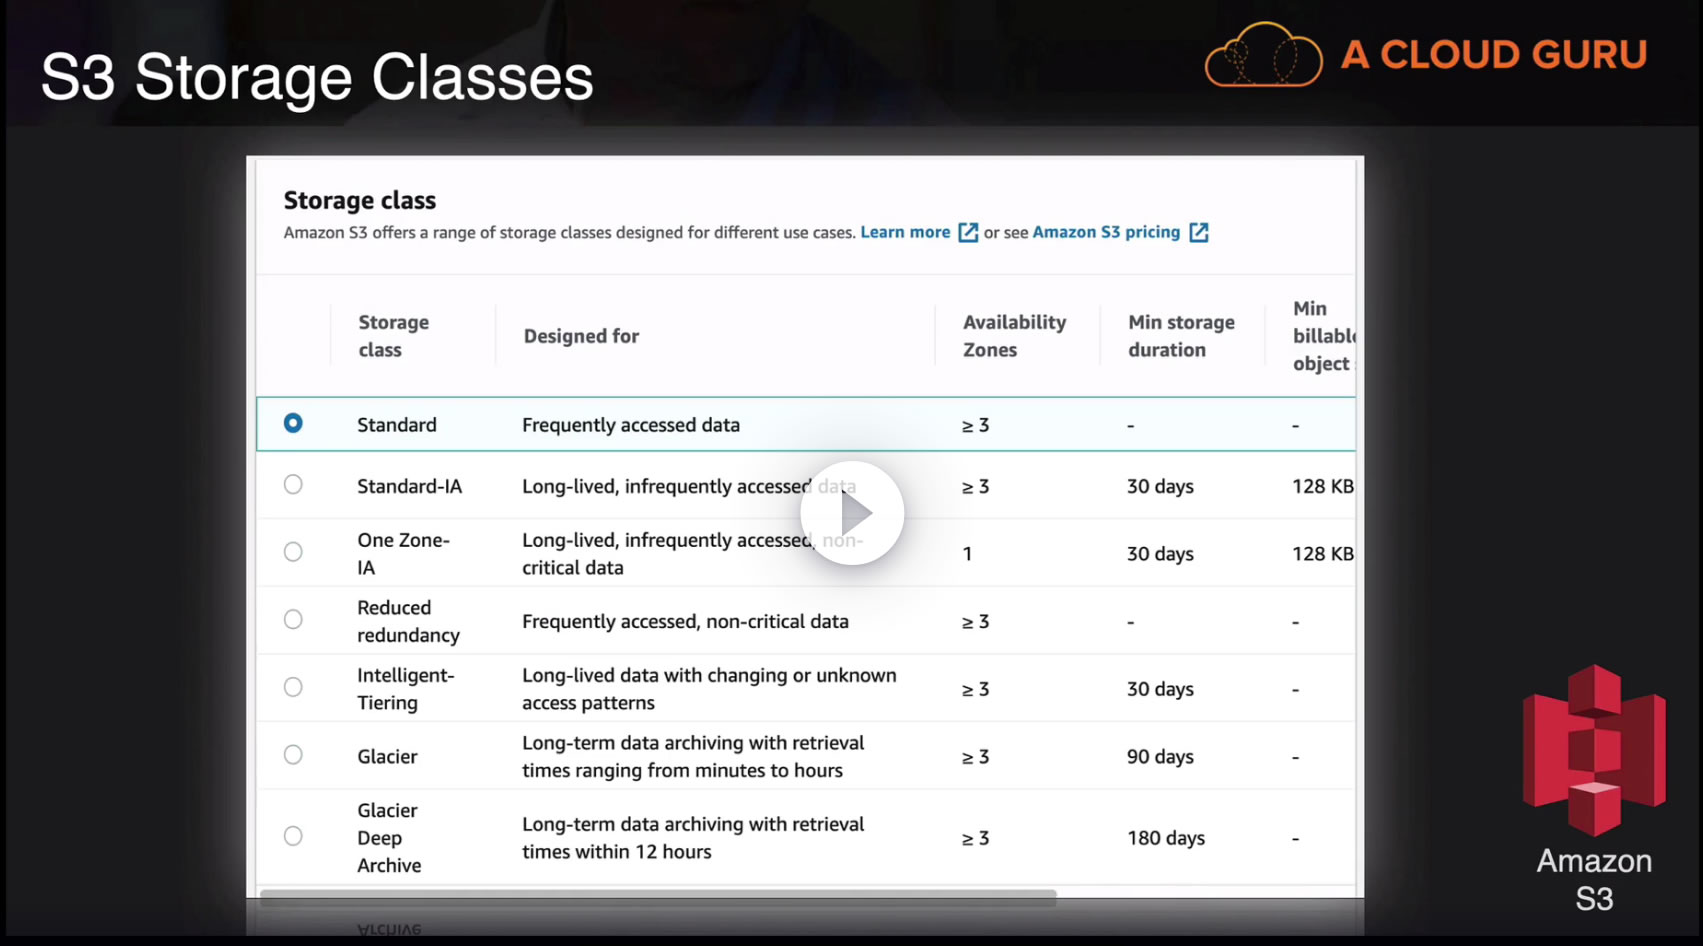 S3 Storage Classes
A CLOUD GURU
Storage class
Amazon S3 offers a range of storage classes designed for different use cases. Learn more or see Amazon S3 pricing
Storage
class
Designed for
Availability
Zones
Min storage
duration
Min
billable
object
Standard
Frequently accessed data
≥ 3
-
-
Standard-IA
Long-lived, infrequently accessed data
≥ 3
30 days
128 KB
One Zone-
IA
Long-lived, infrequently accessed, non-
critical data
1
30 days
128 KB
Reduced
redundancy
Frequently accessed, non-critical data
≥ 3
-
-
Intelligent-
Tiering
Long-lived data with changing or unknown
access patterns
≥ 3
30 days
-
Glacier
Long-term data archiving with retrieval
times ranging from minutes to hours
≥ 3
90 days
-
Glacier
Deep
Archive
Long-term data archiving with retrieval
times within 12 hours
≥ 3
180 days
-
Amazon
S3